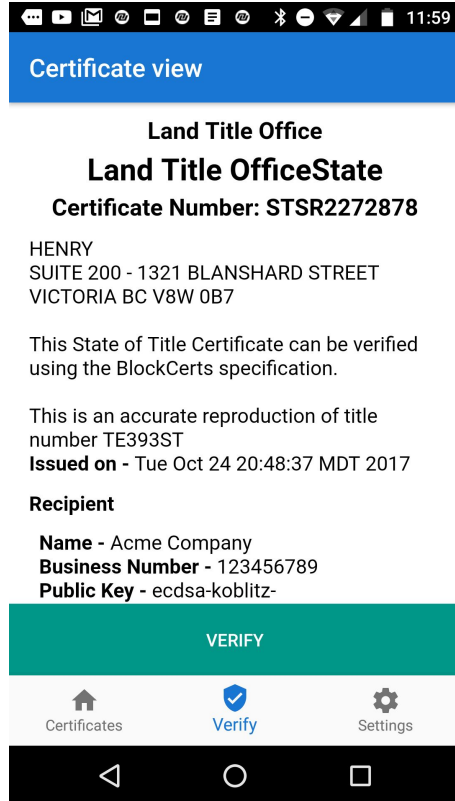 11:59
Certificate view
Land Title Office
Land Title OfficeState
Certificate Number: STSR2272878
HENRY
SUITE 200 - 1321 BLANSHARD STREET
VICTORIA BC V8W 0B7
This State of Title Certificate can be verified
using the BlockCerts specification.
This is an accurate reproduction of title
number TE393ST
Issued on - Tue Oct 24 20:48:37 MDT 2017
Recipient
Name - Acme Company
Business Number - 123456789
Public Key - ecdsa-koblitz-
VERIFY
Certificates
Verify
Settings